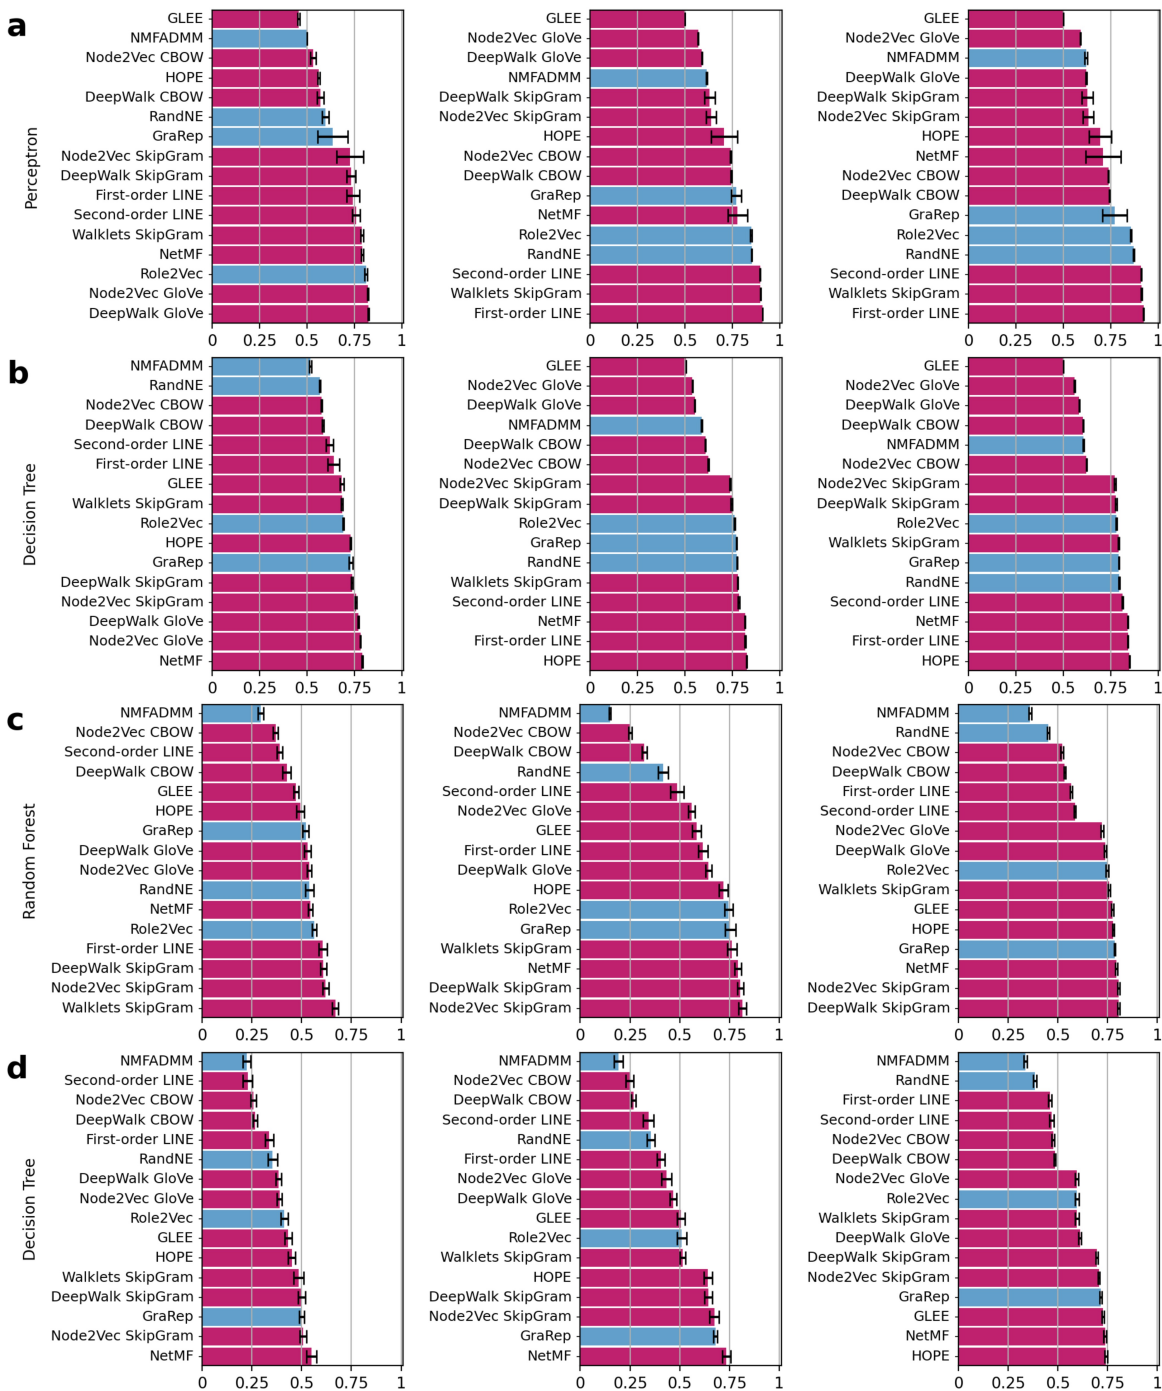 a
Perceptron
GLEE
NMFADMM
Node2Vec CBOW
HOPE
DeepWalk CBOW
RandNE
GraRep
Node2Vec SkipGram
DeepWalk SkipGram
First-order LINE
Second-order LINE
Walklets SkipGram
NetMF
Role2Vec
Node2Vec GloVe
DeepWalk GloVe
0 0.25 0.5 0.75 1
GLEE
Node2Vec GloVe
DeepWalk GloVe
NMFADMM
DeepWalk SkipGram
Node2Vec SkipGram
HOPE
Node2Vec CBOW
DeepWalk CBOW
GraRep
NetMF
Role2Vec
RandNE
Second-order LINE
Walklets SkipGram
First-order LINE
0 0.25 0.5 0.75 1
GLEE
Node2Vec GloVe
NMFADMM
DeepWalk GloVe
DeepWalk SkipGram
Node2Vec SkipGram
HOPE
NetMF
Node2Vec CBOW
DeepWalk CBOW
GraRep
Role2Vec
RandNE
Second-order LINE
Walklets SkipGram
First-order LINE
0 0.25 0.5 0.75 1
b
Decision Tree
NMFADMM
RandNE
Node2Vec CBOW
DeepWalk CBOW
Second-order LINE
First-order LINE
GLEE
Walklets SkipGram
Role2Vec
HOPE
GraRep
DeepWalk SkipGram
Node2Vec SkipGram
DeepWalk GloVe
Node2Vec GloVe
NetMF
0 0.25 0.5 0.75 1
GLEE
Node2Vec GloVe
DeepWalk GloVe
NMFADMM
DeepWalk CBOW
Node2Vec CBOW
Node2Vec SkipGram
DeepWalk SkipGram
Role2Vec
GraRep
RandNE
Walklets SkipGram
Second-order LINE
NetMF
First-order LINE
HOPE
0 0.25 0.5 0.75 1
GLEE
Node2Vec GloVe
DeepWalk GloVe
DeepWalk CBOW
NMFADMM
Node2Vec CBOW
Node2Vec SkipGram
DeepWalk SkipGram
Role2Vec
Walklets SkipGram
GraRep
RandNE
Second-order LINE
NetMF
First-order LINE
HOPE
0 0.25 0.5 0.75 1
c
Random Forest
NMFADMM
Node2Vec CBOW
Second-order LINE
DeepWalk CBOW
GLEE
HOPE
GraRep
DeepWalk GloVe
Node2Vec GloVe
RandNE
NetMF
Role2Vec
First-order LINE
DeepWalk SkipGram
Node2Vec SkipGram
Walklets SkipGram
0 0.25 0.5 0.75 1
NMFADMM
Node2Vec CBOW
DeepWalk CBOW
RandNE
Second-order LINE
Node2Vec GloVe
GLEE
First-order LINE
DeepWalk GloVe
HOPE
Role2Vec
GraRep
Walklets SkipGram
NetMF
DeepWalk SkipGram
Node2Vec SkipGram
0 0.25 0.5 0.75 1
NMFADMM
RandNE
Node2Vec CBOW
DeepWalk CBOW
First-order LINE
Second-order LINE
Node2Vec GloVe
DeepWalk GloVe
Role2Vec
Walklets SkipGram
GLEE
HOPE
GraRep
NetMF
Node2Vec SkipGram
DeepWalk SkipGram
0 0.25 0.5 0.75 1
d
Decision Tree
NMFADMM
Second-order LINE
Node2Vec CBOW
DeepWalk CBOW
First-order LINE
RandNE
DeepWalk GloVe
Node2Vec GloVe
Role2Vec
GLEE
HOPE
Walklets SkipGram
DeepWalk SkipGram
GraRep
Node2Vec SkipGram
NetMF
0 0.25 0.5 0.75 1
NMFADMM
Node2Vec CBOW
DeepWalk CBOW
Second-order LINE
RandNE
First-order LINE
Node2Vec GloVe
DeepWalk GloVe
GLEE
Role2Vec
Walklets SkipGram
HOPE
DeepWalk SkipGram
Node2Vec SkipGram
GraRep
NetMF
0 0.25 0.5 0.75 1
NMFADMM
RandNE
First-order LINE
Second-order LINE
Node2Vec CBOW
DeepWalk CBOW
Node2Vec GloVe
Role2Vec
Walklets SkipGram
DeepWalk GloVe
DeepWalk SkipGram
Node2Vec SkipGram
GraRep
GLEE
NetMF
HOPE
0 0.25 0.5 0.75 1